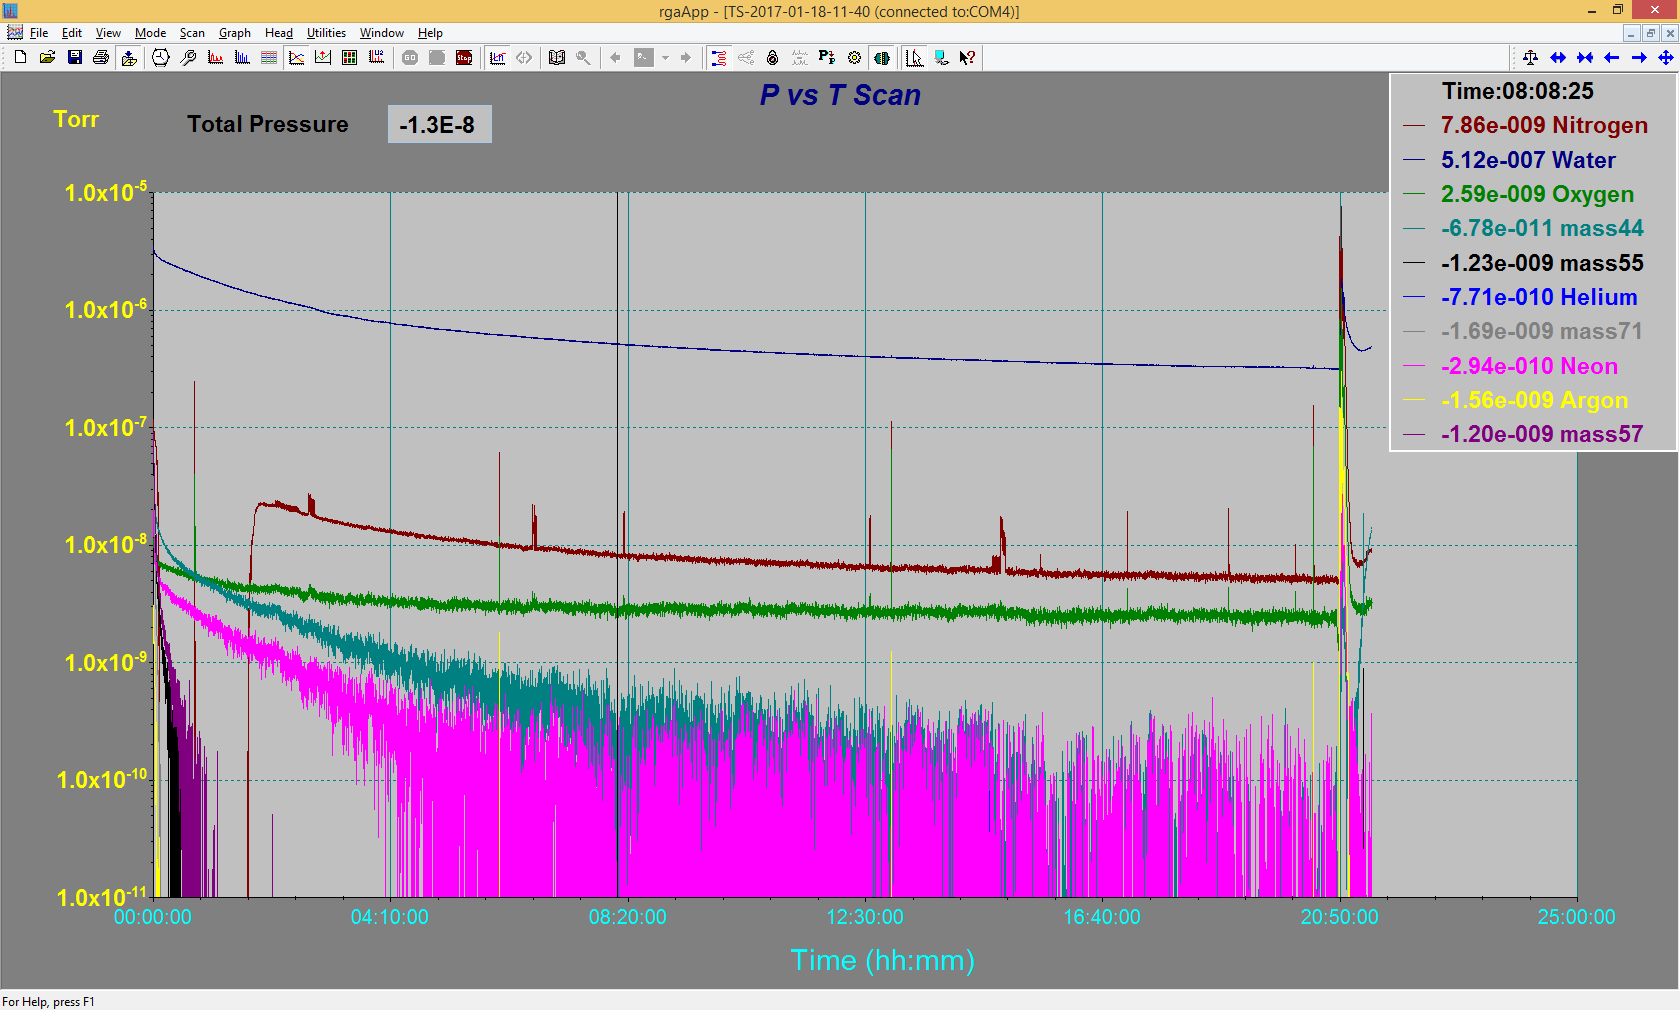 rgaApp - [TS-2017-01-18-11-40 (connected to:COM4)]
File Edit View Mode Scan Graph Head Utilities Window Help
GO Stop
P vs T Scan
Torr
Total Pressure -1.3E-8
Time:08:08:25
7.86e-009 Nitrogen
5.12e-007 Water
2.59e-009 Oxygen
-6.78e-011 mass44
-1.23e-009 mass55
-7.71e-010 Helium
-1.69e-009 mass71
-2.94e-010 Neon
-1.56e-009 Argon
-1.20e-009 mass57
1.0x10-5
1.0x10-6
1.0x10-7
1.0x10-8
1.0x10-9
1.0x10-10
1.0x10-11
00:00:00 04:10:00 08:20:00 12:30:00 16:40:00 20:50:00 25:00:00
Time (hh:mm)
For Help, press F1